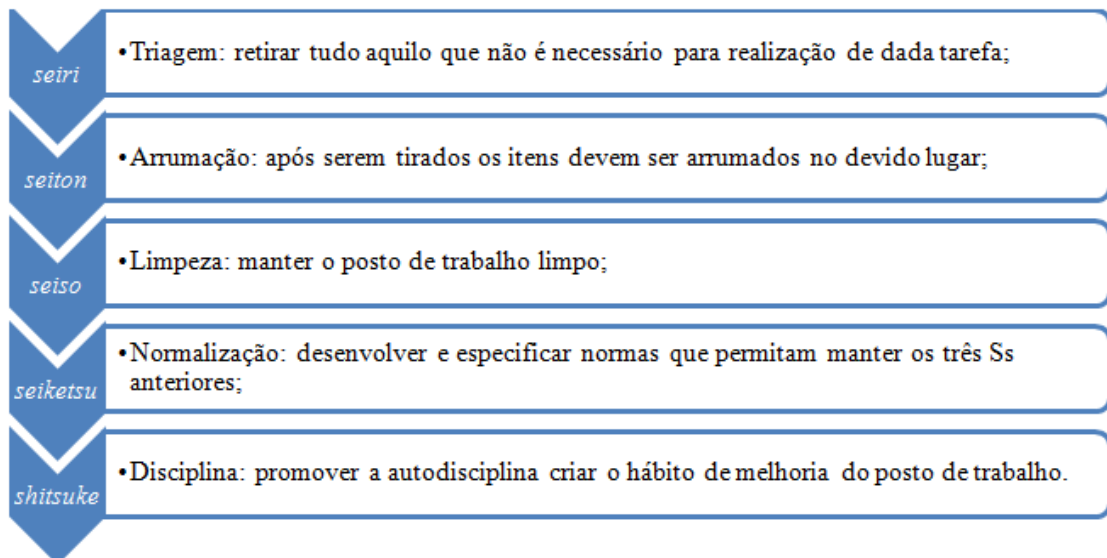 seiri
•Triagem: retirar tudo aquilo que não é necessário para realização de dada tarefa;
seiton
•Arrumação: após serem tirados os itens devem ser arrumados no devido lugar;
seiso
•Limpeza: manter o posto de trabalho limpo;
seiketsu
•Normalização: desenvolver e especificar normas que permitam manter os três Ss
anteriores;
shitsuke
•Disciplina: promover a autodisciplina criar o hábito de melhoria do posto de trabalho.